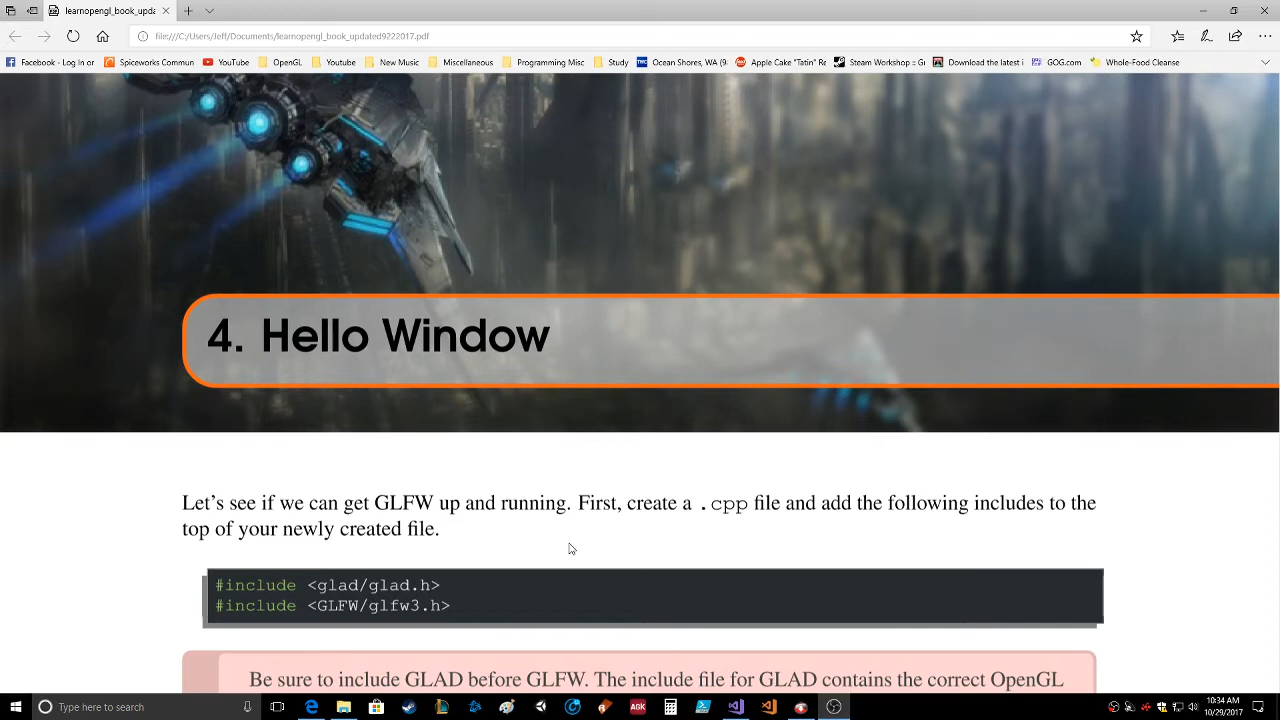 learnopengl_book_upda
file:///C:/Users/Jeff/Documents/learnopengl_book_updated9222017.pdf
Facebook - Log In or
Spiceworks Commun
YouTube
OpenGL
Youtube
New Music
Miscellaneous
Programming Misc
Study
TWC
Ocean Shores, WA (9
Apple Cake "Tatin" Re
Steam Workshop :: G
Download the latest i
GOG.com
Whole-Food Cleanse
4. Hello Window
Let's see if we can get GLFW up and running. First, create a .cpp file and add the following includes to the
top of your newly created file.
#include <glad/glad.h>
#include <GLFW/glfw3.h>
Be sure to include GLAD before GLFW. The include file for GLAD contains the correct OpenGL
Type here to search
AGK
10:34 AM
10/29/2017